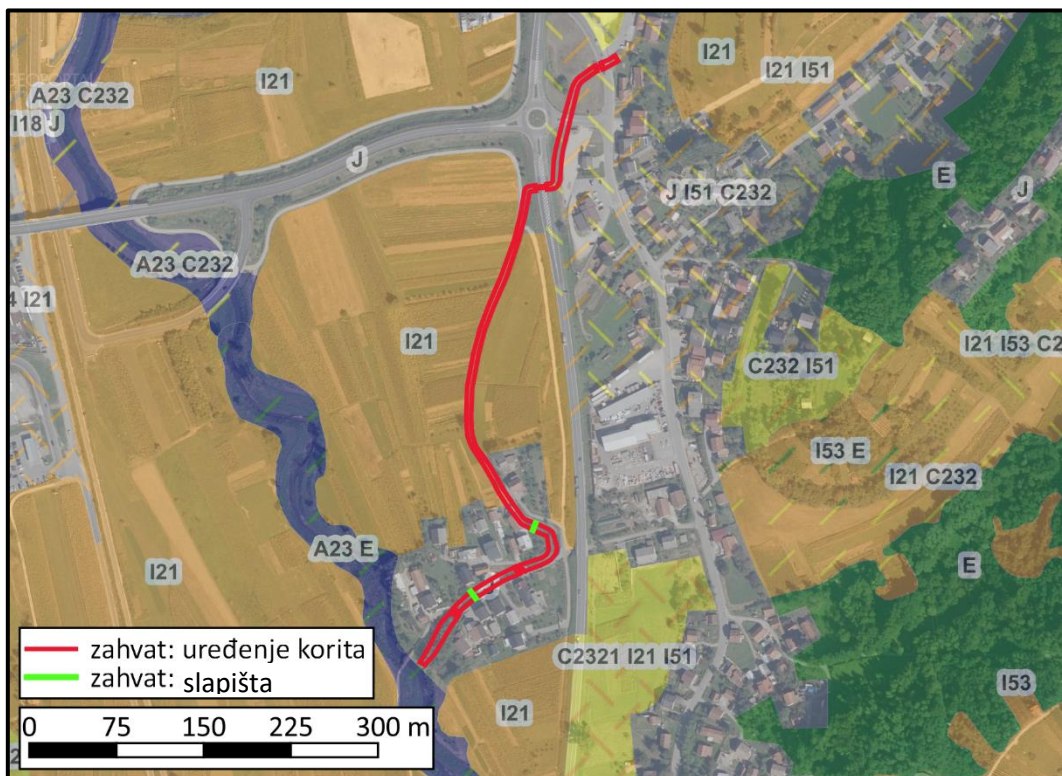 I21
I21
I21 I51
A23 C232
I18 J
J
E
J
J I51 C232
A23 C232
I21
I21
I21 I53 C2
C232 I51
I53 E
I21 C232
A23 E
I21
E
C2321 I21 I51
I53
I21
zahvat: uređenje korita
zahvat: slapišta
0 75 150 225 300 m